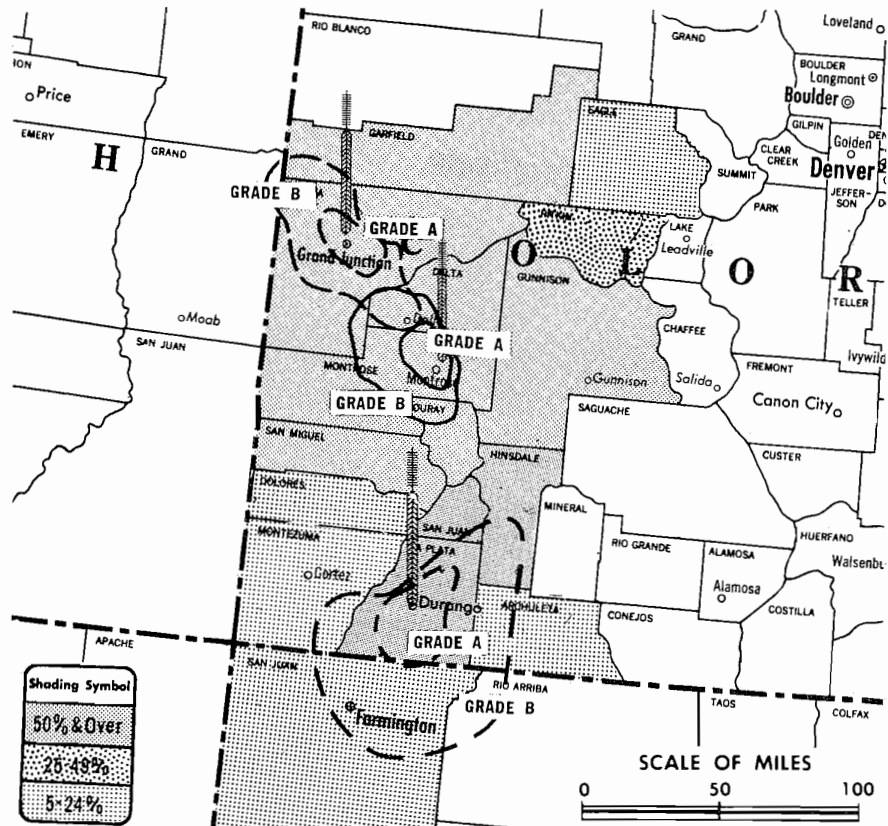 RIO BLANCO
GRAND
Loveland
BOULDER
Longmont
Boulder
Price
EMERY
GRAND
GARFIELD
EAGLE
GILPIN
Golden
CLEAR
CREEK
Denver
H
GRADE B
SUMMIT
JEFFER-
SON
PARK
GRADE A
Grand Junction
PITKIN
LAKE
Leadville
DELTA
O
L
O
R
GUNNISON
TELLER
Moab
SAN JUAN
CHAFFEE
GRADE A
MONTROSE
Gunnison
Salida
FREMONT
Ivywild
GRADE B
OURAY
SAGUACHE
Canon City
SAN MIGUEL
HINSDALE
CUSTER
DOLORES
MINERAL
SAN JUAN
MONTEZUMA
A PLATA
RIO GRANDE
ALAMOSA
HUERFANO
Walsenbu
Cortez
Durango
ARCHULETA
Alamosa
CONEJOS
COSTILLA
APACHE
GRADE A
SAN JUAN
RIO ARRIBA
TAOS
COLFAX
GRADE B
Farmington
Shading Symbol
50% & Over
25-49%
5-24%
SCALE OF MILES
0 50 100